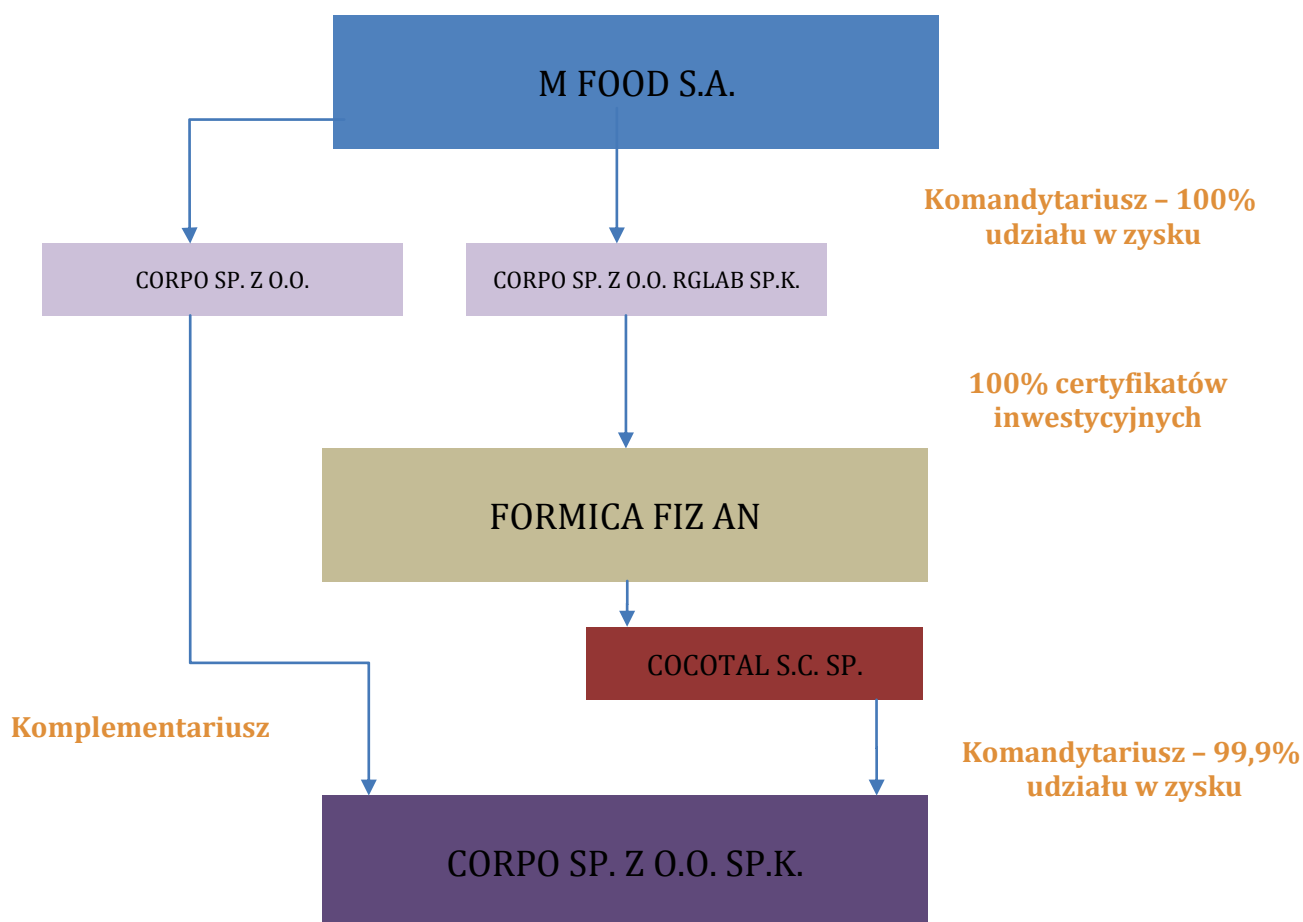 M FOOD S.A.
Komandytariusz – 100%
udziału w zysku
CORPO SP. Z O.O.
CORPO SP. Z O.O. RGLAB SP.K.
100% certyfikatów
inwestycyjnych
FORMICA FIZ AN
COCOTAL S.C. SP.
Komplementariusz
Komandytariusz – 99,9%
udziału w zysku
CORPO SP. Z O.O. SP.K.